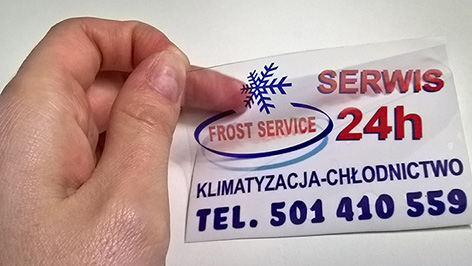 SERWIS
FROST SERVICE 24h
KLIMATYZACJA-CHŁODNICTWO
TEL. 501 410 559